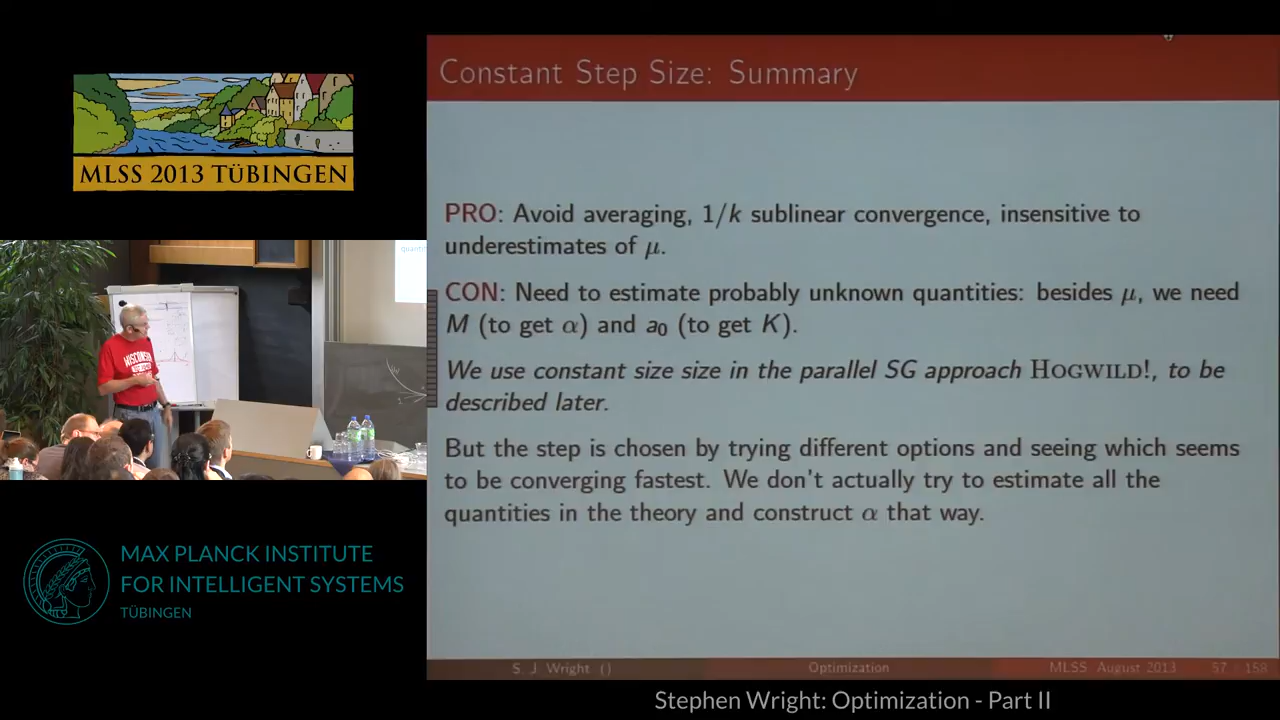 MLSS 2013 TÜBINGEN
WISCONSIN
MAX PLANCK INSTITUTE
FOR INTELLIGENT SYSTEMS
TÜBINGEN
Constant Step Size: Summary
PRO: Avoid averaging, 1/k sublinear convergence, insensitive to
underestimates of μ.
CON: Need to estimate probably unknown quantities: besides μ, we need
M (to get α) and a₀ (to get K).
We use constant size size in the parallel SG approach HOGWILD!, to be
described later.
But the step is chosen by trying different options and seeing which seems
to be converging fastest. We don't actually try to estimate all the
quantities in the theory and construct α that way.
S. J. Wright () Optimization MLSS, August 2013 57 / 158
Stephen Wright: Optimization - Part II